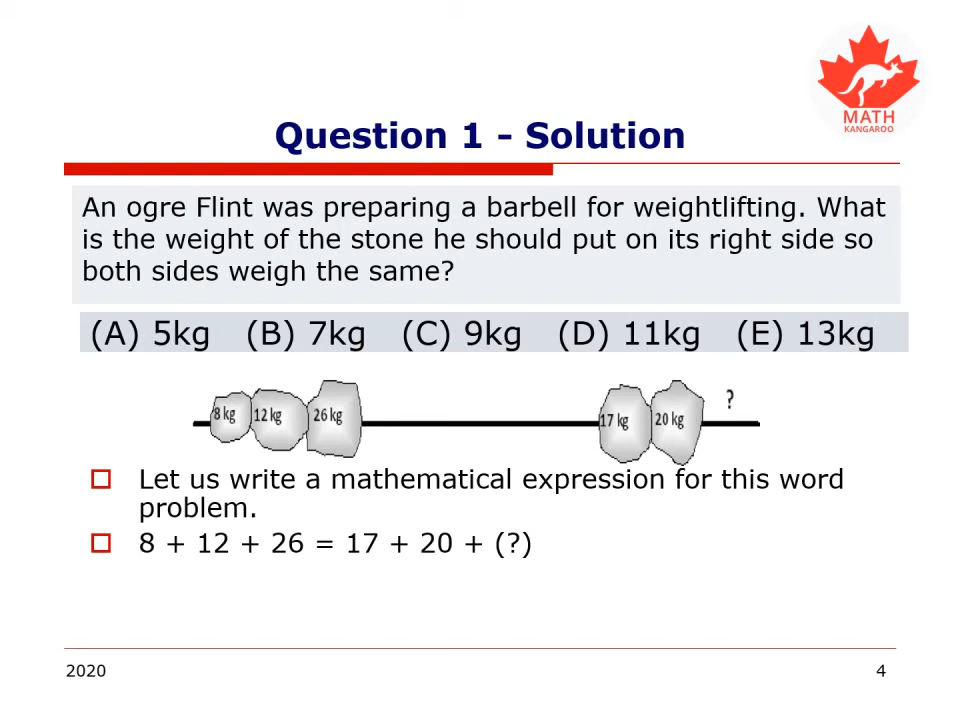 MATH
KANGAROO
Question 1 - Solution
An ogre Flint was preparing a barbell for weightlifting. What
is the weight of the stone he should put on its right side so
both sides weigh the same?
(A) 5kg (B) 7kg (C) 9kg (D) 11kg (E) 13kg
8 kg 12 kg 26 kg 17 kg 20 kg ?
Let us write a mathematical expression for this word
problem.
8 + 12 + 26 = 17 + 20 + (?)
2020 4